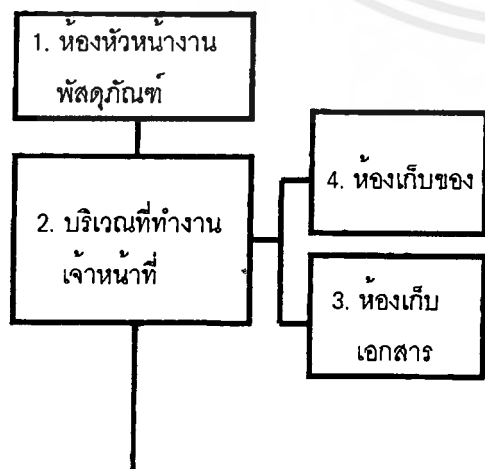 1. ห้องหัวหน้างาน
พัสดุภัณฑ์
2. บริเวณที่ทำงาน
เจ้าหน้าที่
4. ห้องเก็บของ
3. ห้องเก็บ
เอกสาร